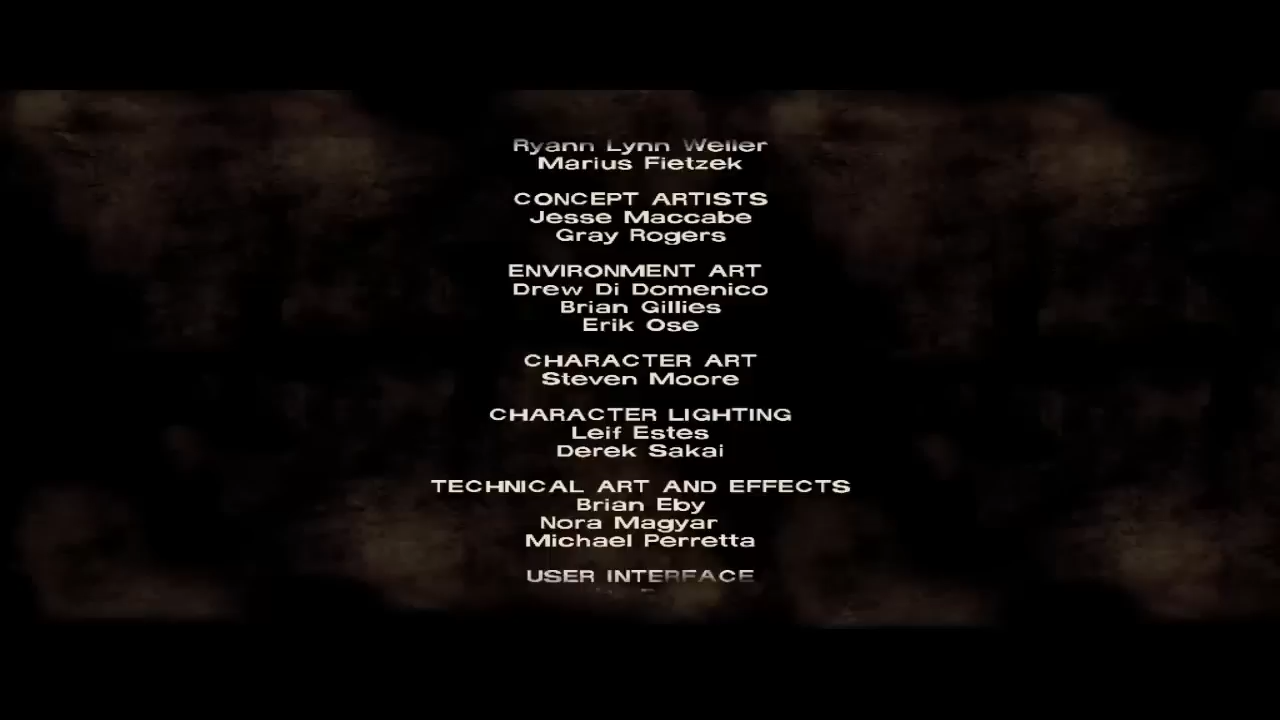 Ryann Lynn Weller
Marius Fietzek
CONCEPT ARTISTS
Jesse Maccabe
Gray Rogers
ENVIRONMENT ART
Drew Di Domenico
Brian Gillies
Erik Ose
CHARACTER ART
Steven Moore
CHARACTER LIGHTING
Leif Estes
Derek Sakai
TECHNICAL ART AND EFFECTS
Brian Eby
Nora Magyar
Michael Perretta
USER INTERFACE